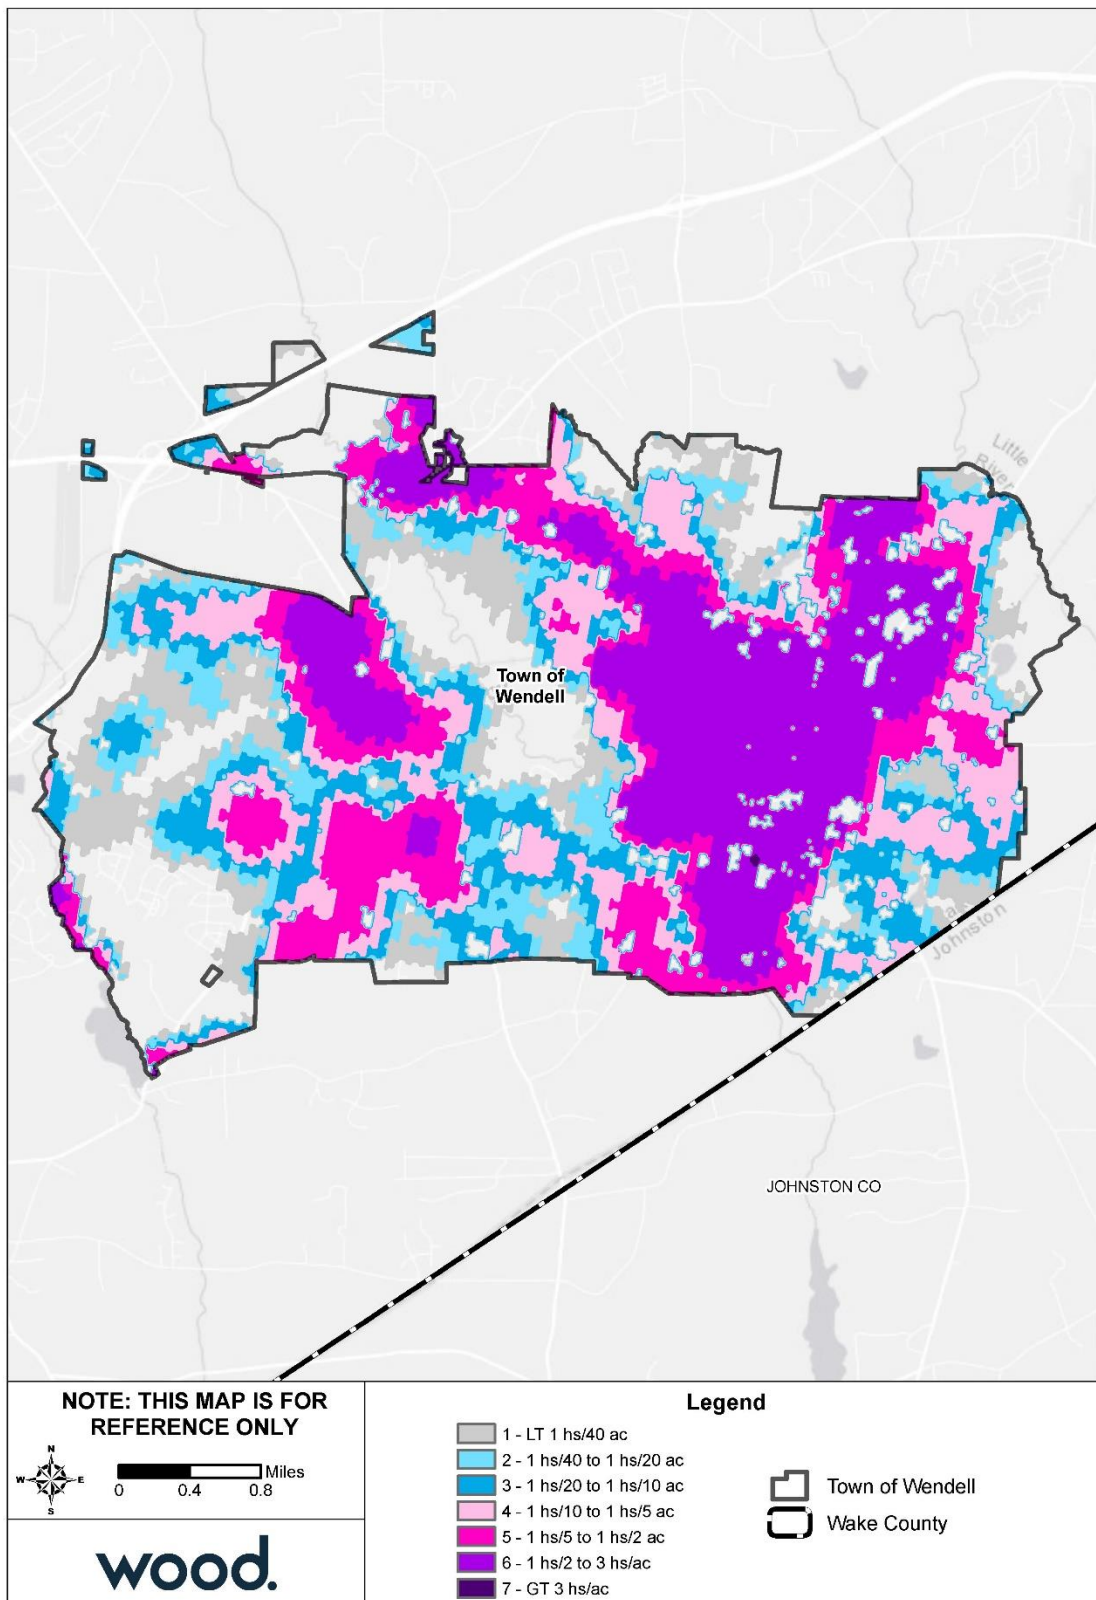 Little
River
Town of
Wendell
Johnston
JOHNSTON CO
NOTE: THIS MAP IS FOR
REFERENCE ONLY
N
W
E
S
Miles
0
0.4
0.8
wood.
Legend
1 - LT 1 hs/40 ac
2 - 1 hs/40 to 1 hs/20 ac
3 - 1 hs/20 to 1 hs/10 ac
4 - 1 hs/10 to 1 hs/5 ac
5 - 1 hs/5 to 1 hs/2 ac
6 - 1 hs/2 to 3 hs/ac
7 - GT 3 hs/ac
Town of Wendell
Wake County